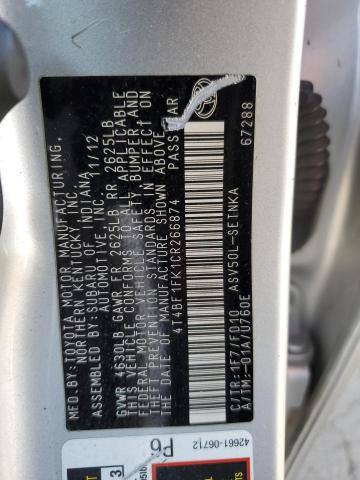 MFD. BY: TOYOTA MOTOR MANUFACTURING,
NORTHERN KENTUCKY, INC.
ASSEMBLED BY: SUBARU OF INDIANA 11/12
GVWR 4630LB GAWR FR 2625LB RR 2625LB
THIS VEHICLE CONFORMS TO ALL APPLICABLE
FEDERAL VEHICLE SAFETY, BUMPER AND
THEFT PREVENTION STANDARDS IN EFFECT ON
THE DATE OF MANUFACTURE SHOWN ABOVE.
4T4BF1FK1CR266874 PASS CAR
C/TR:1F7/FD10
A/TM:-01A/U760E
ASV50L-SETNKA
67288
42661-06712
P6
3